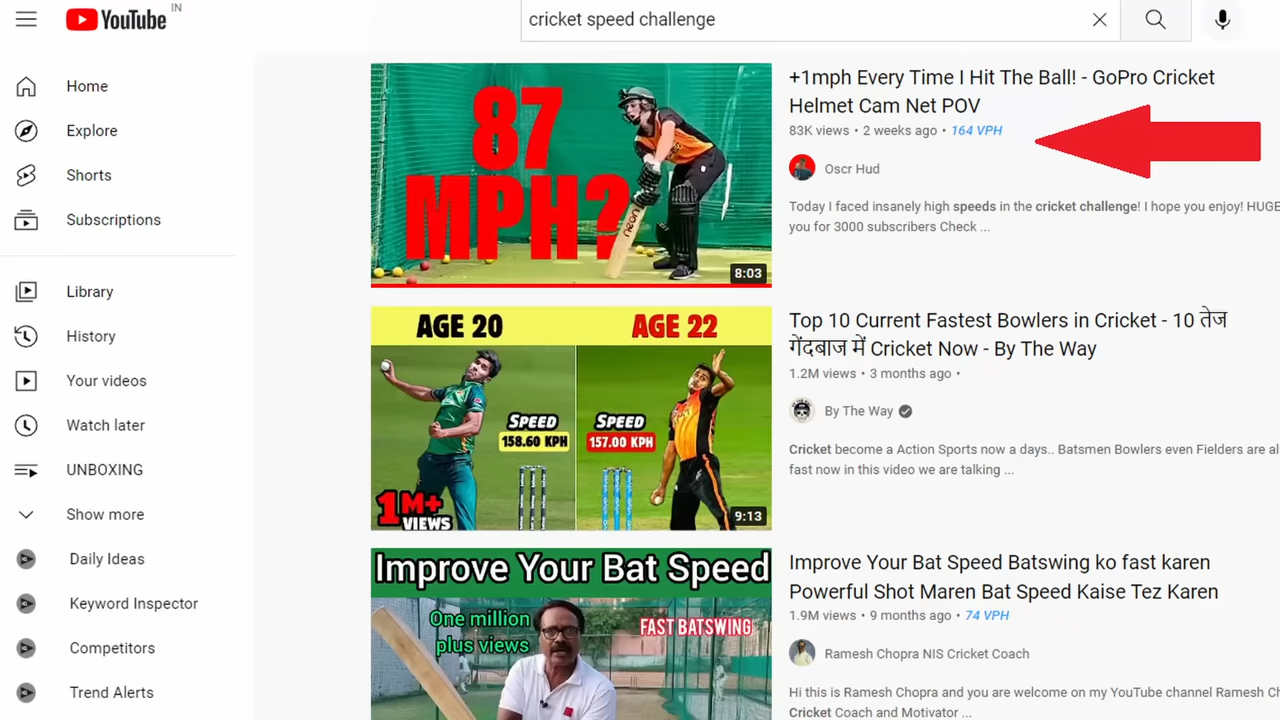 YouTube IN
cricket speed challenge
Home
Explore
Shorts
Subscriptions
Library
History
Your videos
Watch later
UNBOXING
Show more
Daily Ideas
Keyword Inspector
Competitors
Trend Alerts
87
MPH?
neon
8:03
+1mph Every Time I Hit The Ball! - GoPro Cricket
Helmet Cam Net POV
83K views • 2 weeks ago • 164 VPH
Oscr Hud
Today I faced insanely high speeds in the cricket challenge! I hope you enjoy! HUGE
you for 3000 subscribers Check ...
AGE 20
AGE 22
SPEED
158.60 KPH
SPEED
157.00 KPH
1M+
VIEWS
9:13
Top 10 Current Fastest Bowlers in Cricket - 10 तेज
गेंदबाज में Cricket Now - By The Way
1.2M views • 3 months ago •
By The Way
Cricket become a Action Sports now a days.. Batsmen Bowlers even Fielders are al
fast now in this video we are talking ...
Improve Your Bat Speed
One million
plus views
FAST BATSWING
Improve Your Bat Speed Batswing ko fast karen
Powerful Shot Maren Bat Speed Kaise Tez Karen
1.9M views • 9 months ago • 74 VPH
Ramesh Chopra NIS Cricket Coach
Hi this is Ramesh Chopra and you are welcome on my YouTube channel Ramesh C
Cricket Coach and Motivator ...